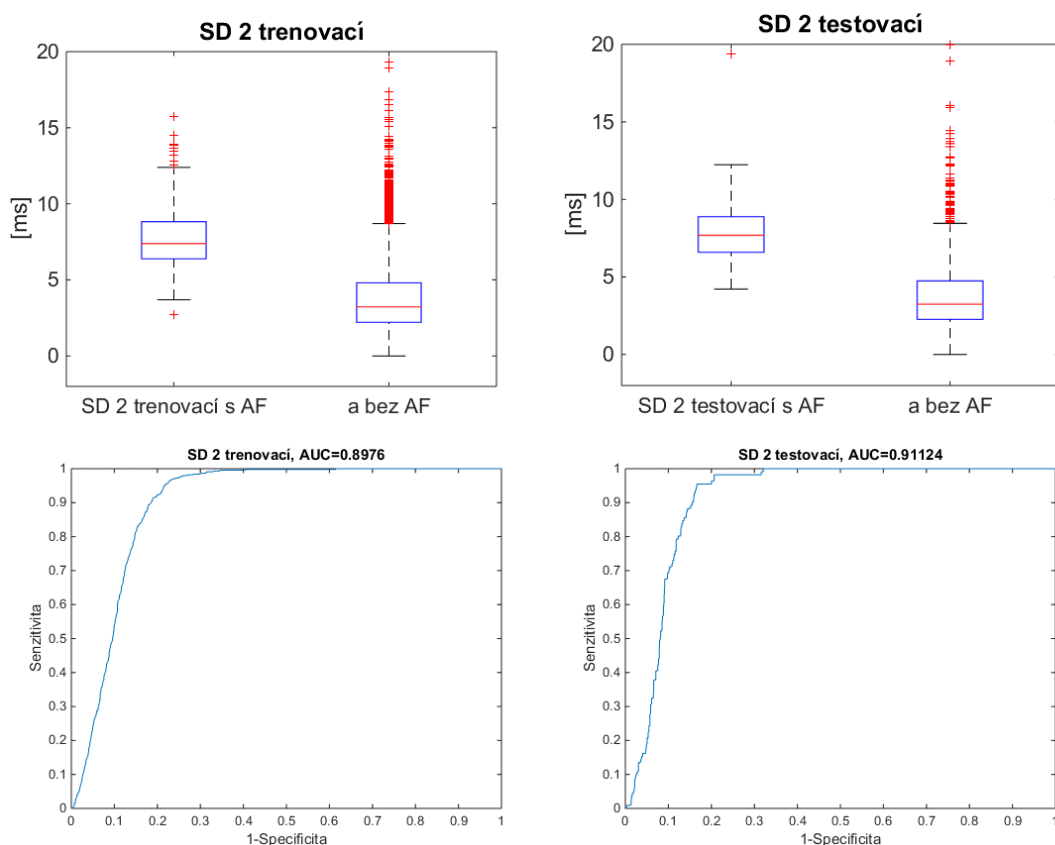 SD 2 trenovací
20
15
10
5
0
[ms]
SD 2 trenovací s AF
a bez AF
SD 2 testovací
20
15
10
5
0
[ms]
SD 2 testovací s AF
a bez AF
SD 2 trenovací, AUC=0.8976
1
0.9
0.8
0.7
0.6
0.5
0.4
0.3
0.2
0.1
0
Senzitivita
0 0.1 0.2 0.3 0.4 0.5 0.6 0.7 0.8 0.9 1
1-Specificita
SD 2 testovací, AUC=0.91124
1
0.9
0.8
0.7
0.6
0.5
0.4
0.3
0.2
0.1
0
Senzitivita
0 0.1 0.2 0.3 0.4 0.5 0.6 0.7 0.8 0.9 1
1-Specificita